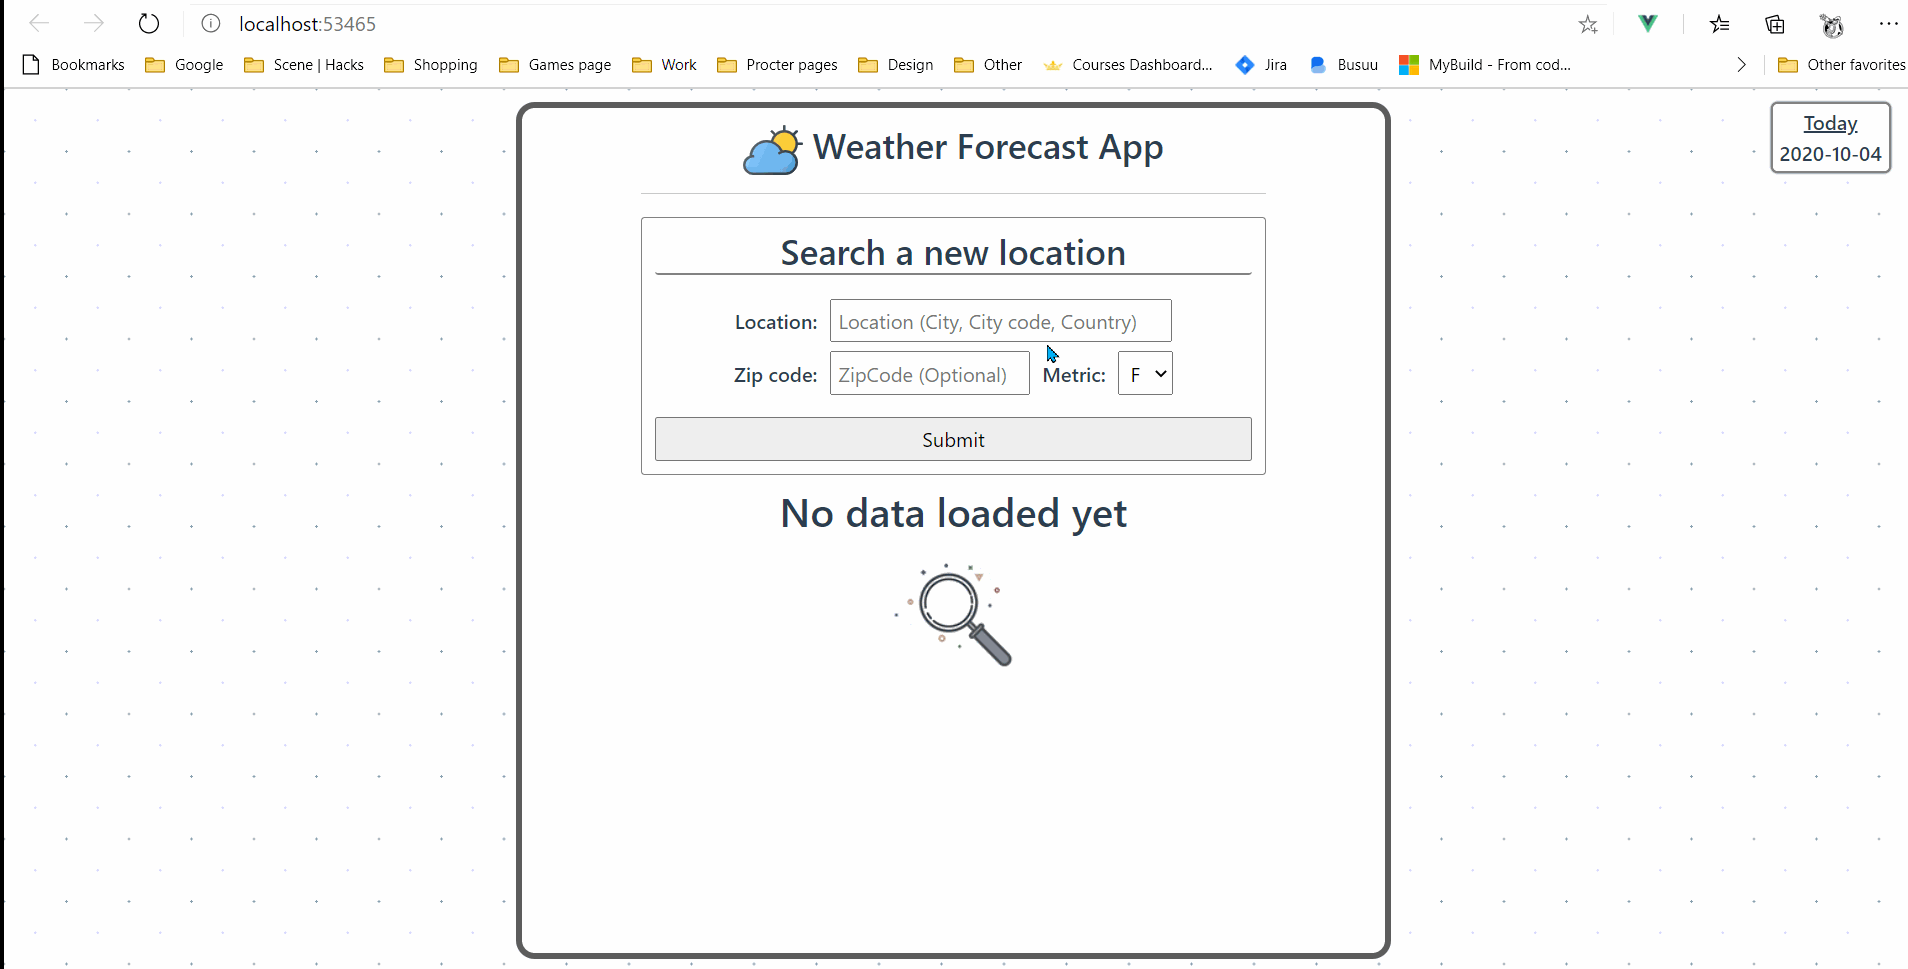 localhost:53465
Bookmarks Google Scene | Hacks Shopping Games page Work Procter pages Design Other Courses Dashboard... Jira Busuu MyBuild - From cod... Other favorites
Today
2020-10-04
Weather Forecast App
Search a new location
Location: Location (City, City code, Country)
Zip code: ZipCode (Optional) Metric: F
Submit
No data loaded yet